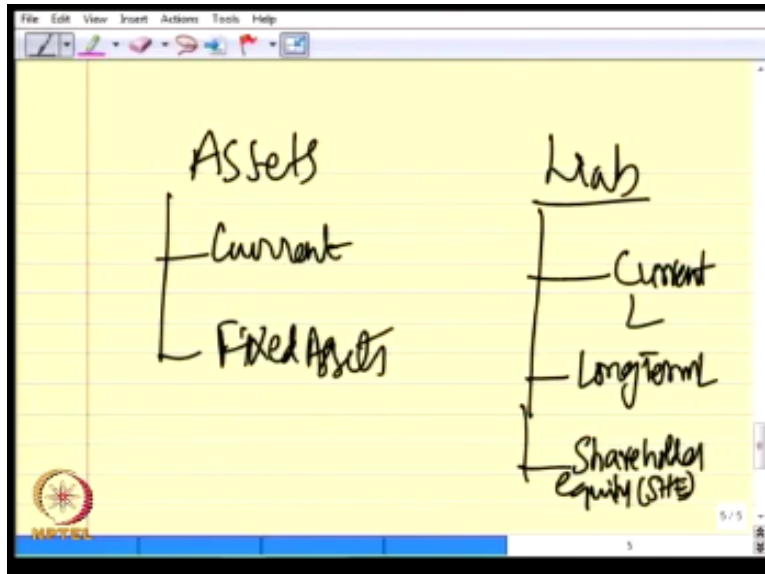 File Edit View Insert Actions Tools Help
Assets
Current
Fixed Assets
Liab
Current
L
Long Term L
Shareholder
equity (SHE)
NPTEL
5/5
5